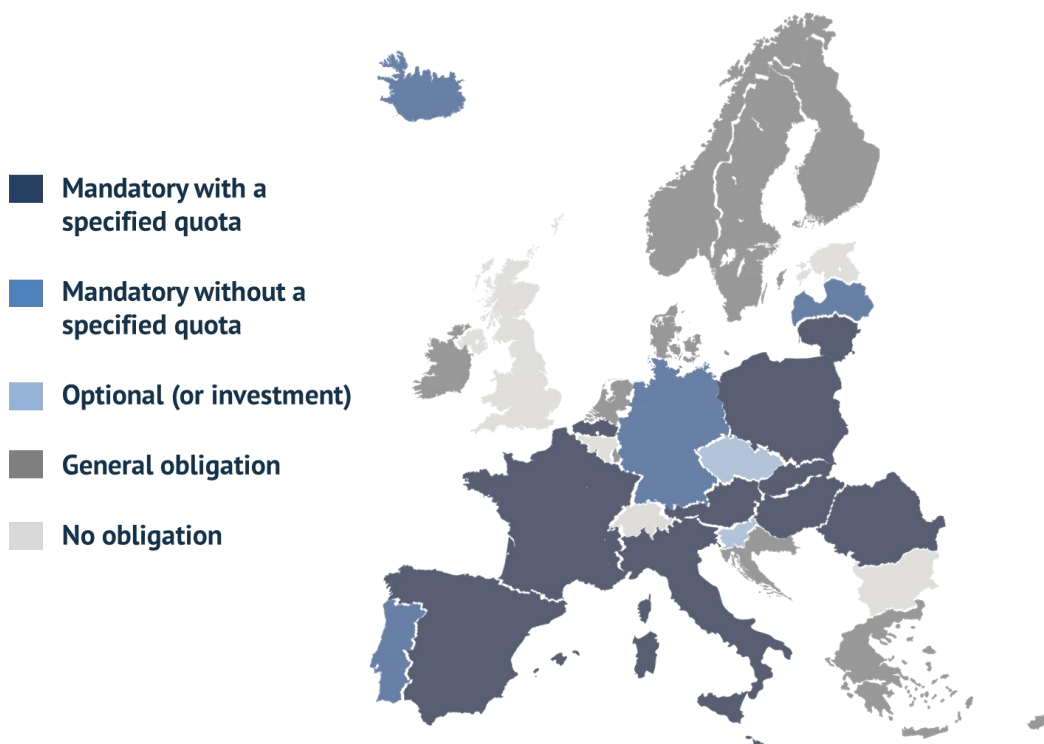 Mandatory with a
specified quota
Mandatory without a
specified quota
Optional (or investment)
General obligation
No obligation